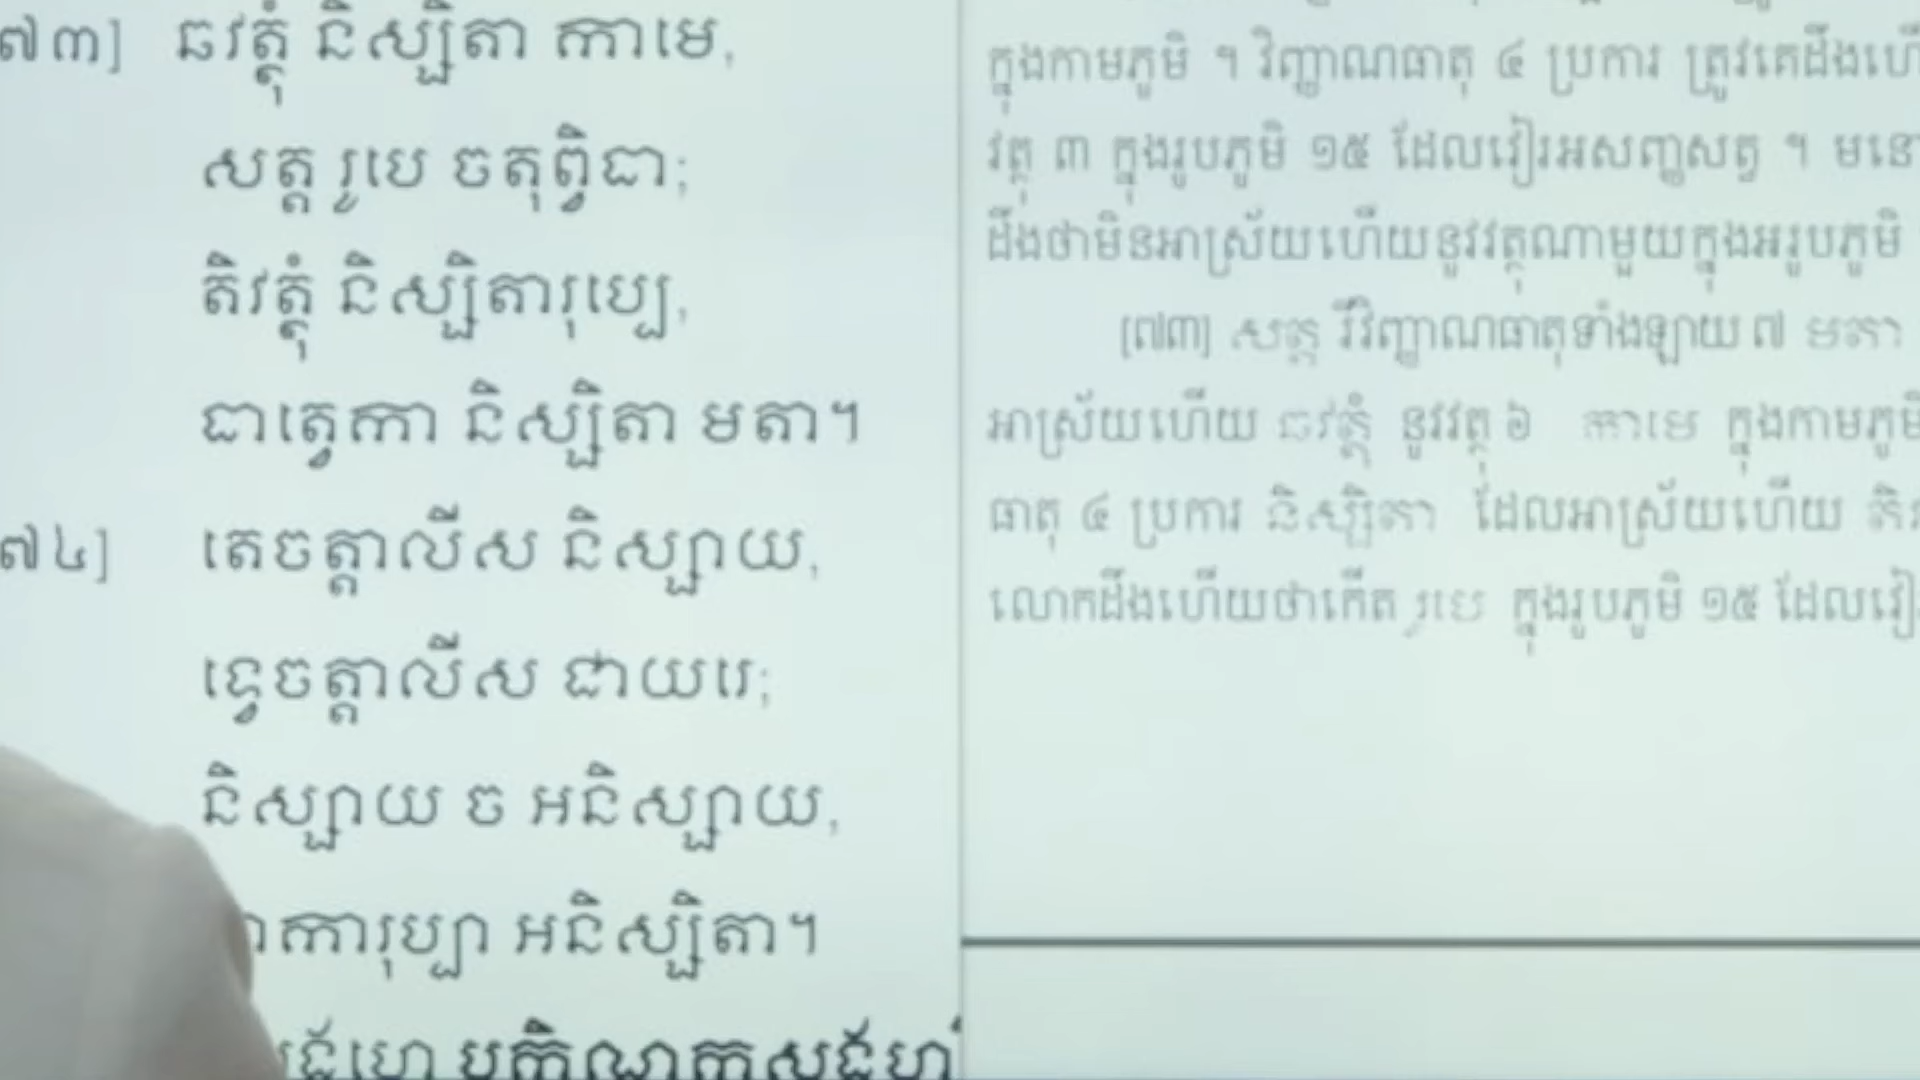 ៧៣] ឆវត្ថុំ និស្សិតា កាមេ,
សត្ត រូបេ ចតុព្វិធា;
តិវត្ថុំ និស្សិតារុប្បេ,
ធាត្វេកា និស្សិតា មតា។
៧៤] តេចត្តាលីស និស្សាយ,
ទ្វេចត្តាលីស ជាយរេ;
និស្សាយ ច អនិស្សាយ,
ការុប្បា អនិស្សិតា។
បកិណ្ណកសង្គហ
ក្នុងកាមភូមិ ។ វិញ្ញាណធាតុ ៤ ប្រការ ត្រូវគេដឹងហើ
វត្ថុ ៣ ក្នុងរូបភូមិ ១៥ ដែលវៀរអសញ្ញសត្វ ។ មនោ
ដឹងថាមិនអាស្រ័យហើយនូវវត្ថុណាមួយក្នុងអរូបភូមិ
[៧៣] សត្ត រីវិញ្ញាណធាតុទាំងឡាយ ៧ មតា
អាស្រ័យហើយ ឆវត្ថុំ នូវវត្ថុ ៦ កាមេ ក្នុងកាមភូមិ
ធាតុ ៤ ប្រការ និស្សិតា ដែលអាស្រ័យហើយ
លោកដឹងហើយថាកើត រូបេ ក្នុងរូបភូមិ ១៥ ដែលវៀ